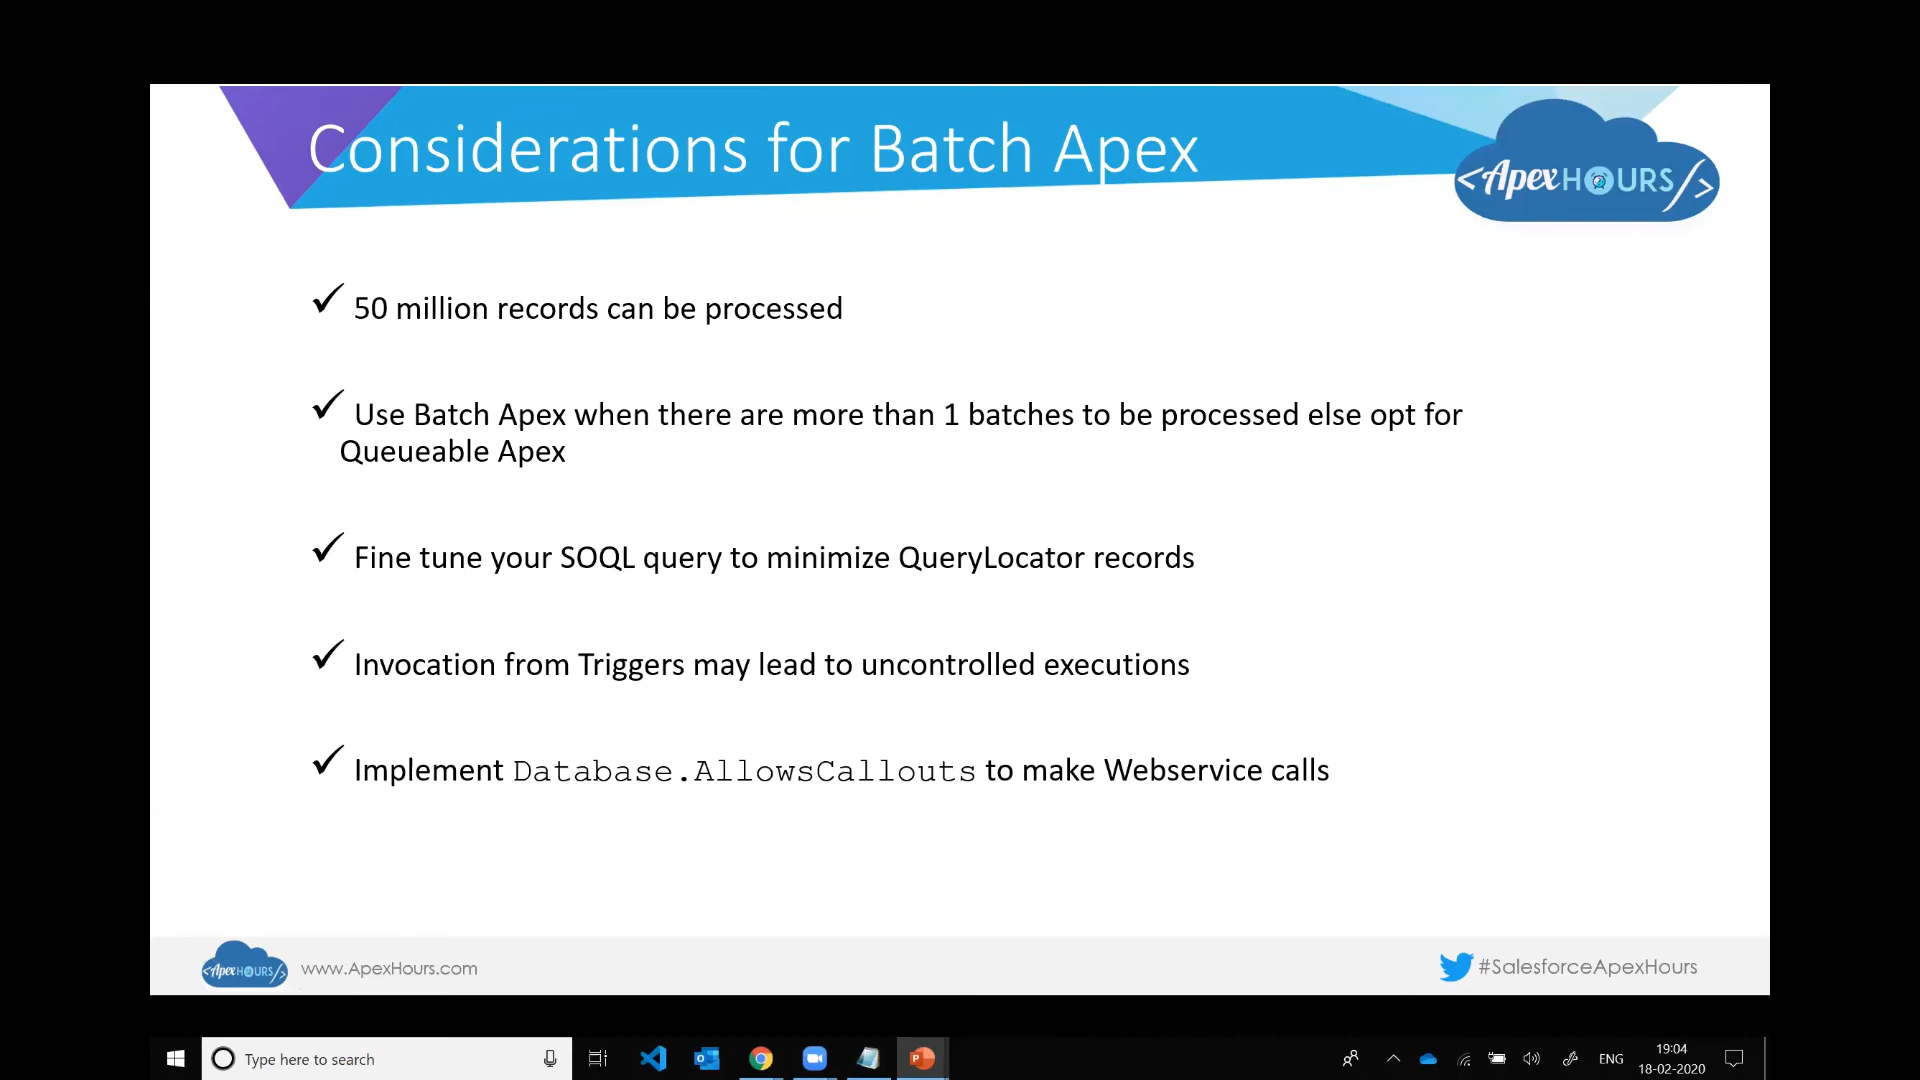 Considerations for Batch Apex
<ApexHOURS/>
✓ 50 million records can be processed
✓ Use Batch Apex when there are more than 1 batches to be processed else opt for
Queueable Apex
✓ Fine tune your SOQL query to minimize QueryLocator records
✓ Invocation from Triggers may lead to uncontrolled executions
✓ Implement Database.AllowsCallouts to make Webservice calls
<ApexHOURS/>
www.ApexHours.com
#SalesforceApexHours
Type here to search
ENG
19:04
18-02-2020